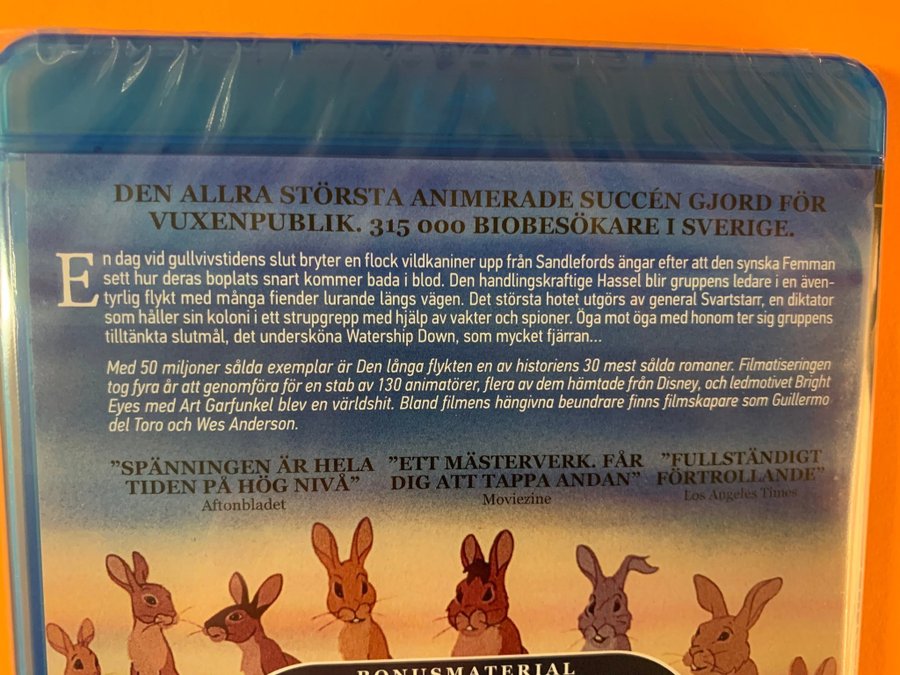 DEN ALLRA STÖRSTA ANIMERADE SUCCÉN GJORD FÖR
VUXENPUBLIK. 315 000 BIOBESÖKARE I SVERIGE.
En dag vid gullvivstidens slut bryter en flock vildkaniner upp från Sandlefords ängar efter att den synska Femman
sett hur deras boplats snart kommer bada i blod. Den handlingskraftige Hassel blir gruppens ledare i en även-
tyrlig flykt med många fiender lurande längs vägen. Det största hotet utgörs av general Svartstarr, en diktator
som håller sin koloni i ett strupgrepp med hjälp av vakter och spioner. Öga mot öga med honom ter sig gruppens
tilltänkta slutmål, det undersköna Watership Down, som mycket fjärran...
Med 50 miljoner sålda exemplar är Den långa flykten en av historiens 30 mest sålda romaner. Filmatiseringen
tog fyra år att genomföra för en stab av 130 animatörer, flera av dem hämtade från Disney, och ledmotivet Bright
Eyes med Art Garfunkel blev en världshit. Bland filmens hängivna beundrare finns filmskapare som Guillermo
del Toro och Wes Anderson.
"SPÄNNINGEN ÄR HELA
TIDEN PÅ HÖG NIVÅ"
Aftonbladet
"ETT MÄSTERVERK. FÅR
DIG ATT TAPPA ANDAN"
Moviezine
"FULLSTÄNDIGT
FÖRTROLLANDE"
Los Angeles Times
BONUSMATERIAL